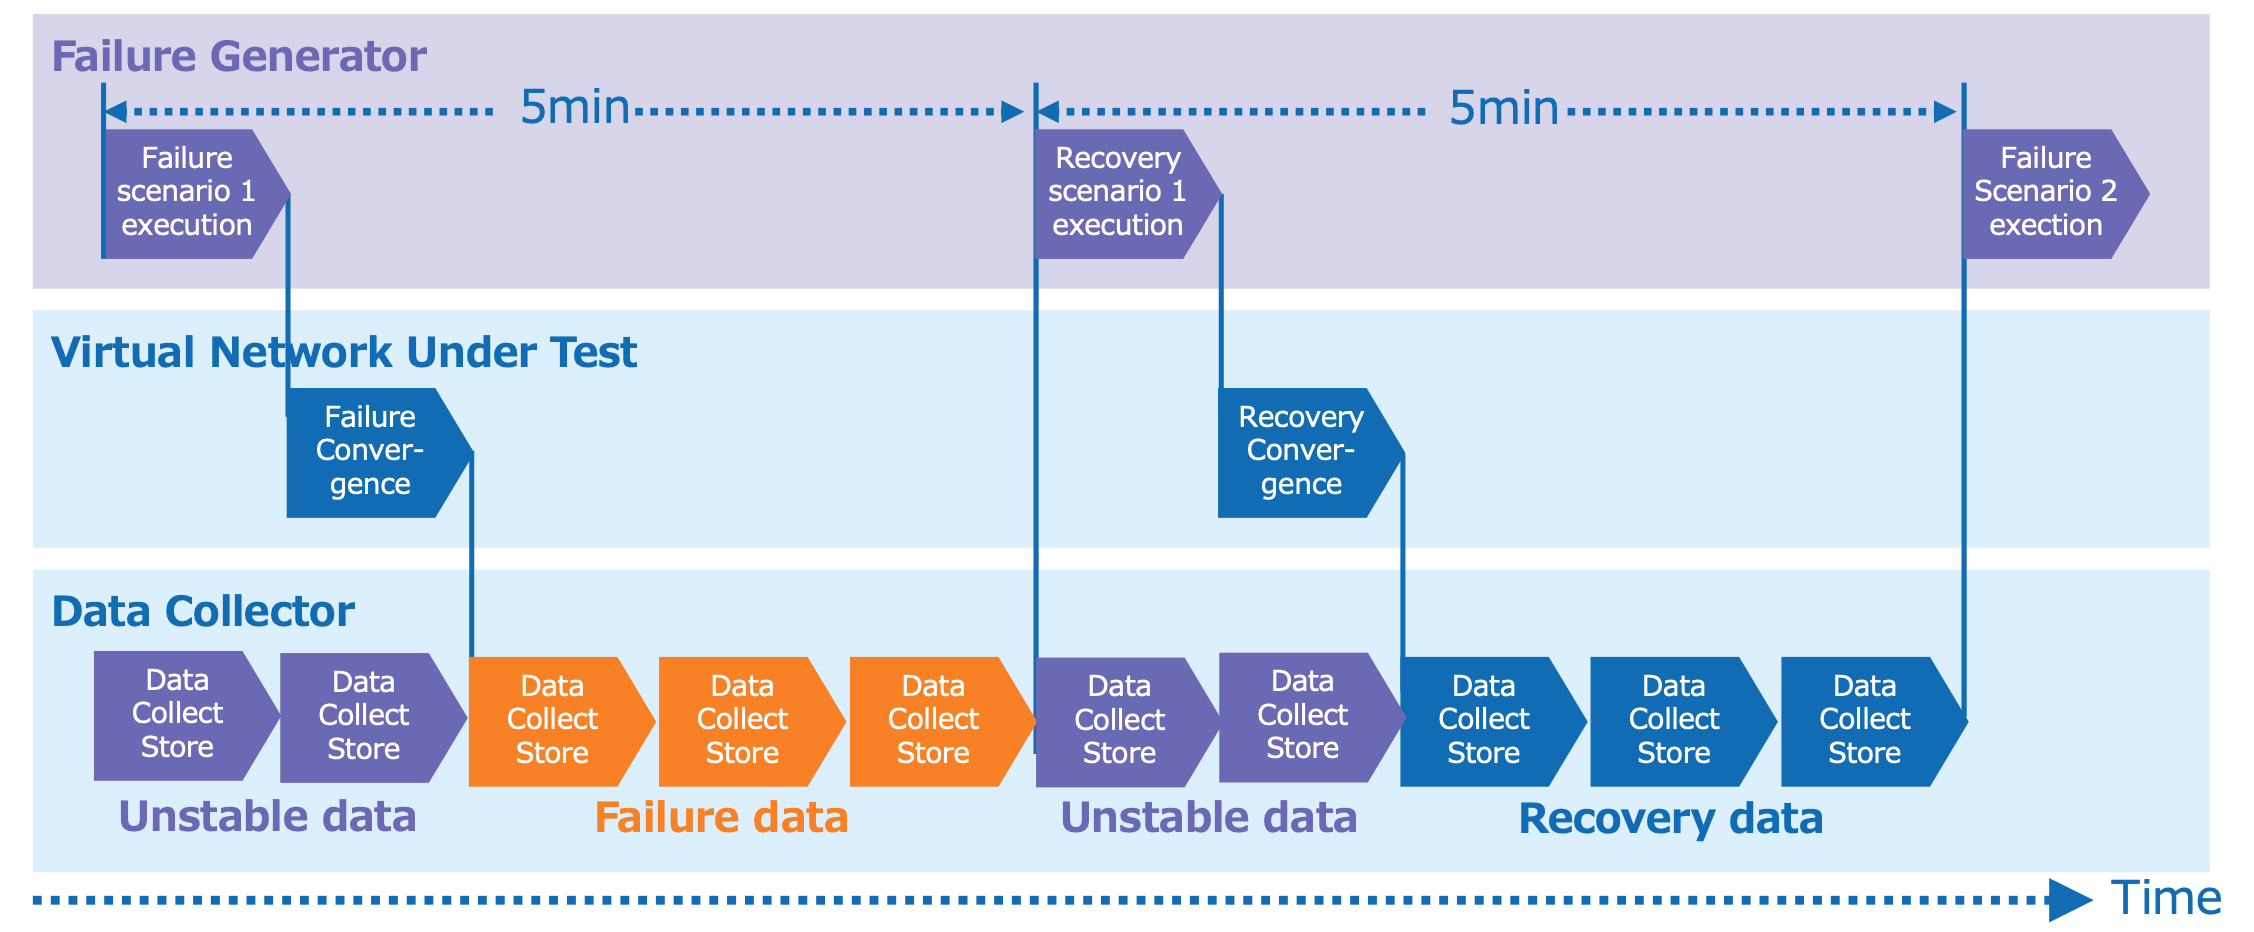 Failure Generator
5min
5min
Failure
scenario 1
execution
Recovery
scenario 1
execution
Failure
Scenario 2
exection
Virtual Network Under Test
Failure
Conver-
gence
Recovery
Conver-
gence
Data Collector
Data
Collect
Store
Data
Collect
Store
Data
Collect
Store
Data
Collect
Store
Data
Collect
Store
Data
Collect
Store
Data
Collect
Store
Data
Collect
Store
Data
Collect
Store
Data
Collect
Store
Unstable data
Failure data
Unstable data
Recovery data
Time